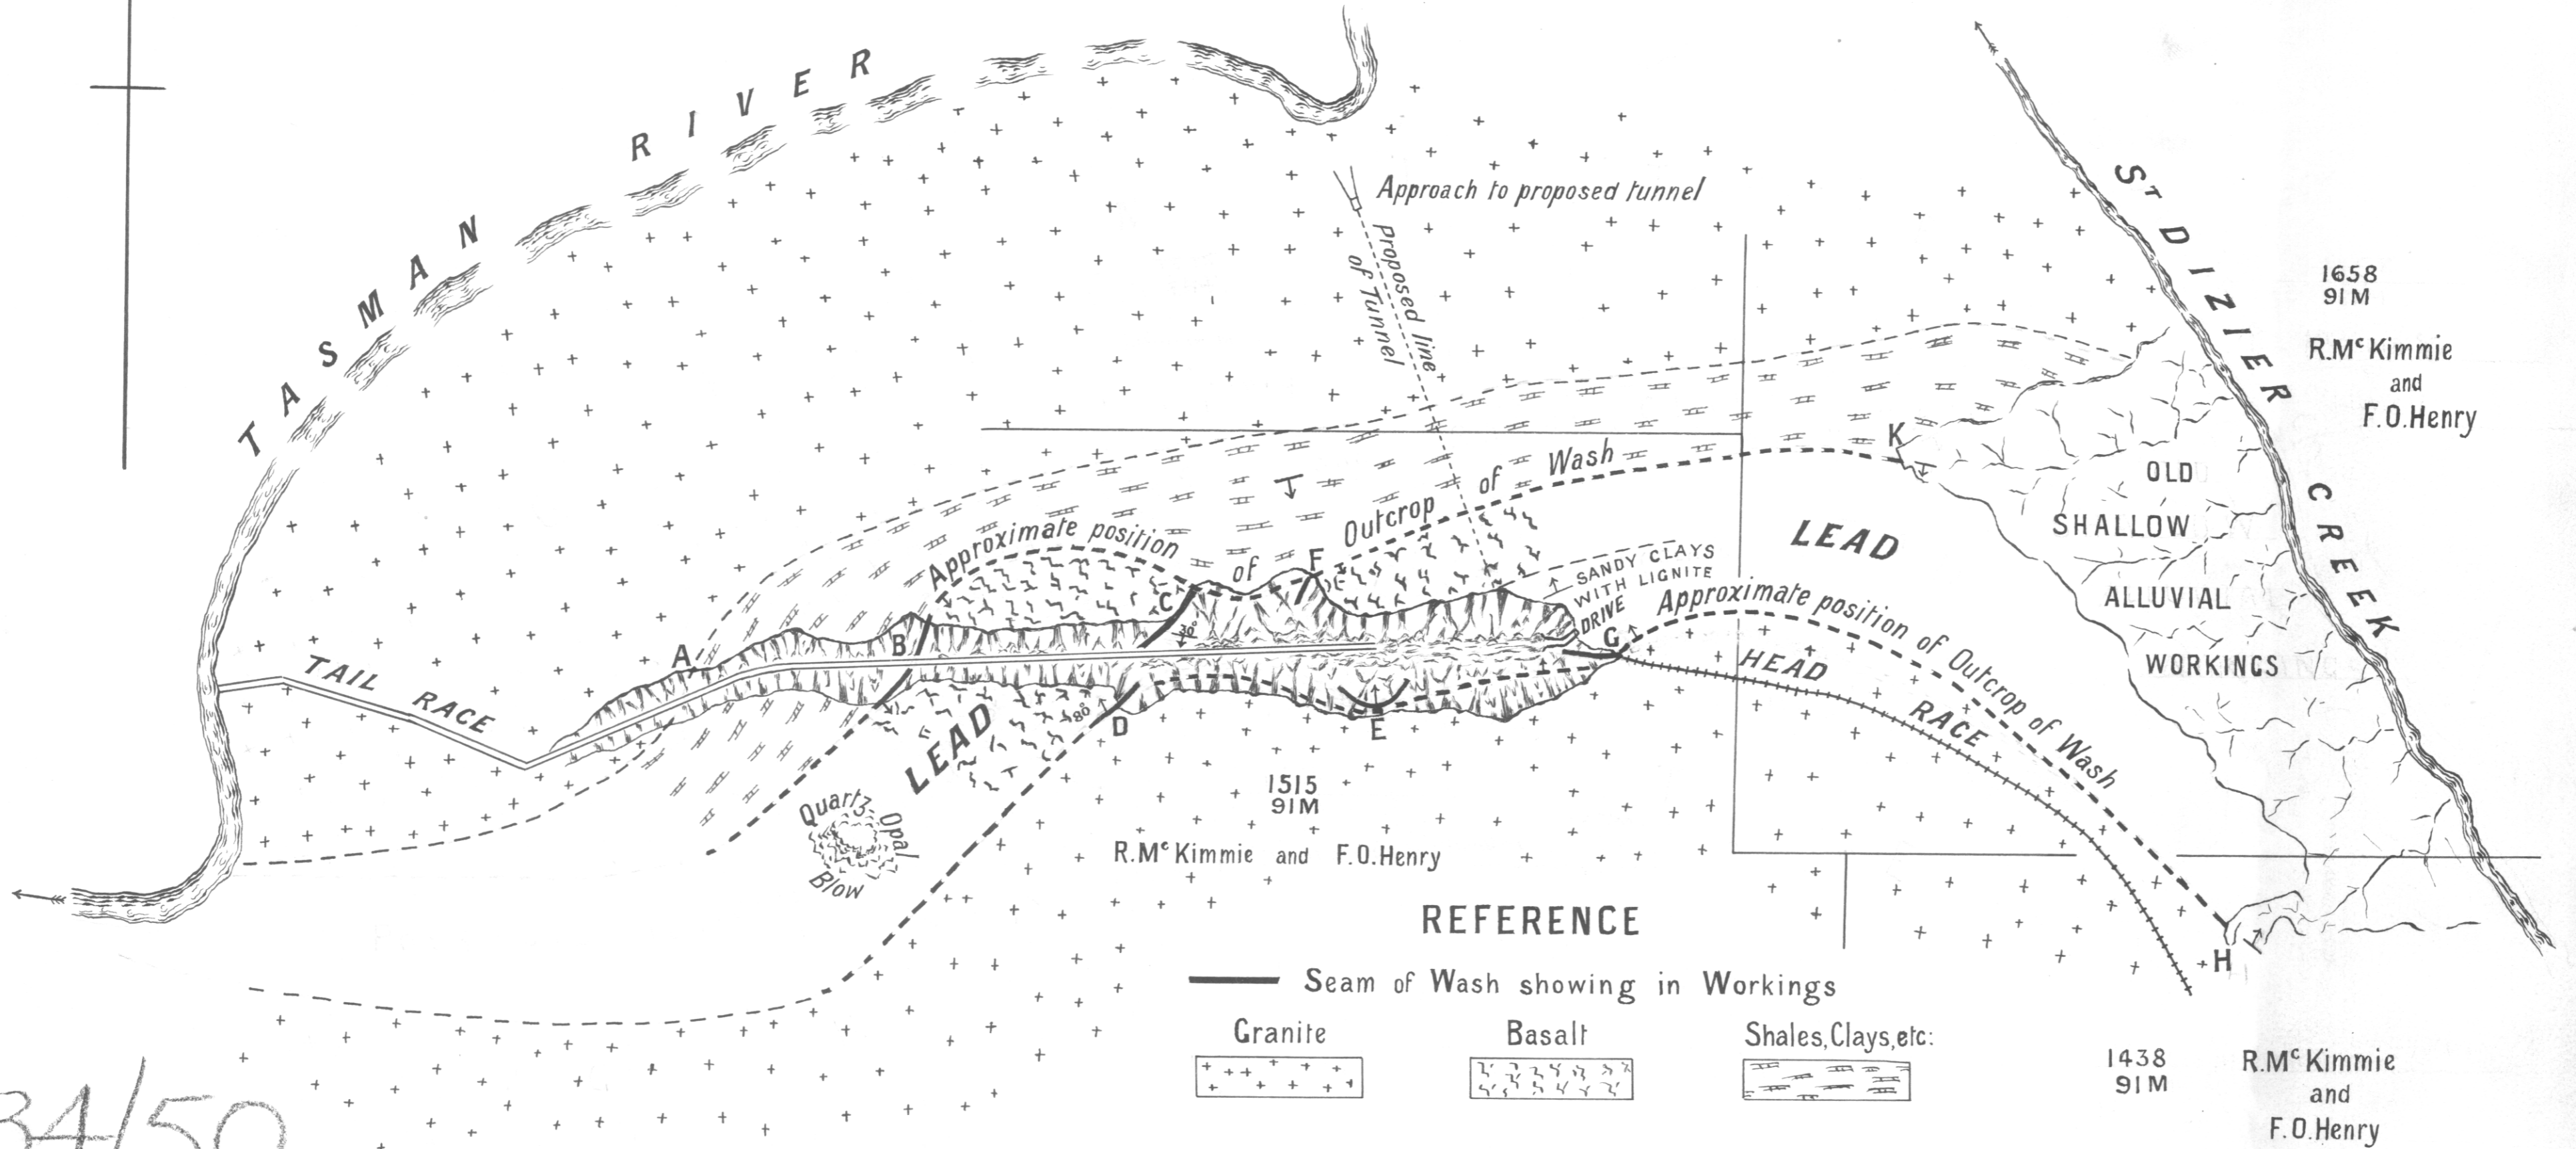 TASMAN RIVER
Approach to proposed tunnel
proposed line
of Tunnel
ST DIZIER CREEK
1658
91M
R.Mc Kimmie
and
F.O.Henry
K
OLD
SHALLOW
ALLUVIAL
WORKINGS
LEAD
Approximate position of Outcrop of Wash
F
SANDY CLAYS
WITH LIGNITE
DRIVE
G
Approximate position of Outcrop of Wash
C
B
A
TAIL RACE
HEAD RACE
LEAD
80°
D
E
Quartz
Opal
Blow
1515
91M
R.Mc Kimmie and F.O.Henry
H
REFERENCE
Seam of Wash showing in Workings
Granite
Basalt
Shales,Clays,etc:
1438
91M
R.Mc Kimmie
and
F.O.Henry
34/50